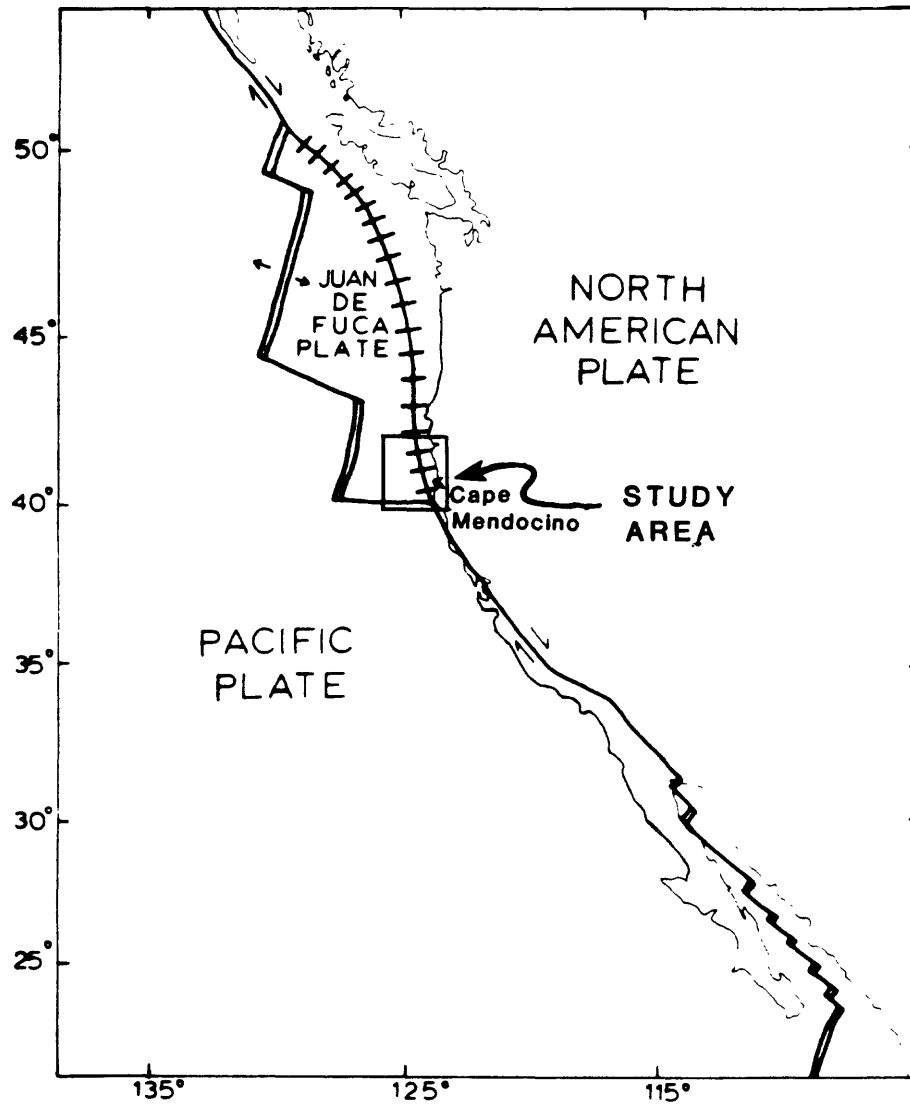 50°
45°
40°
35°
30°
25°
135°
125°
115°
JUAN
DE
FUCA
PLATE
NORTH
AMERICAN
PLATE
Cape
Mendocino
STUDY
AREA
PACIFIC
PLATE